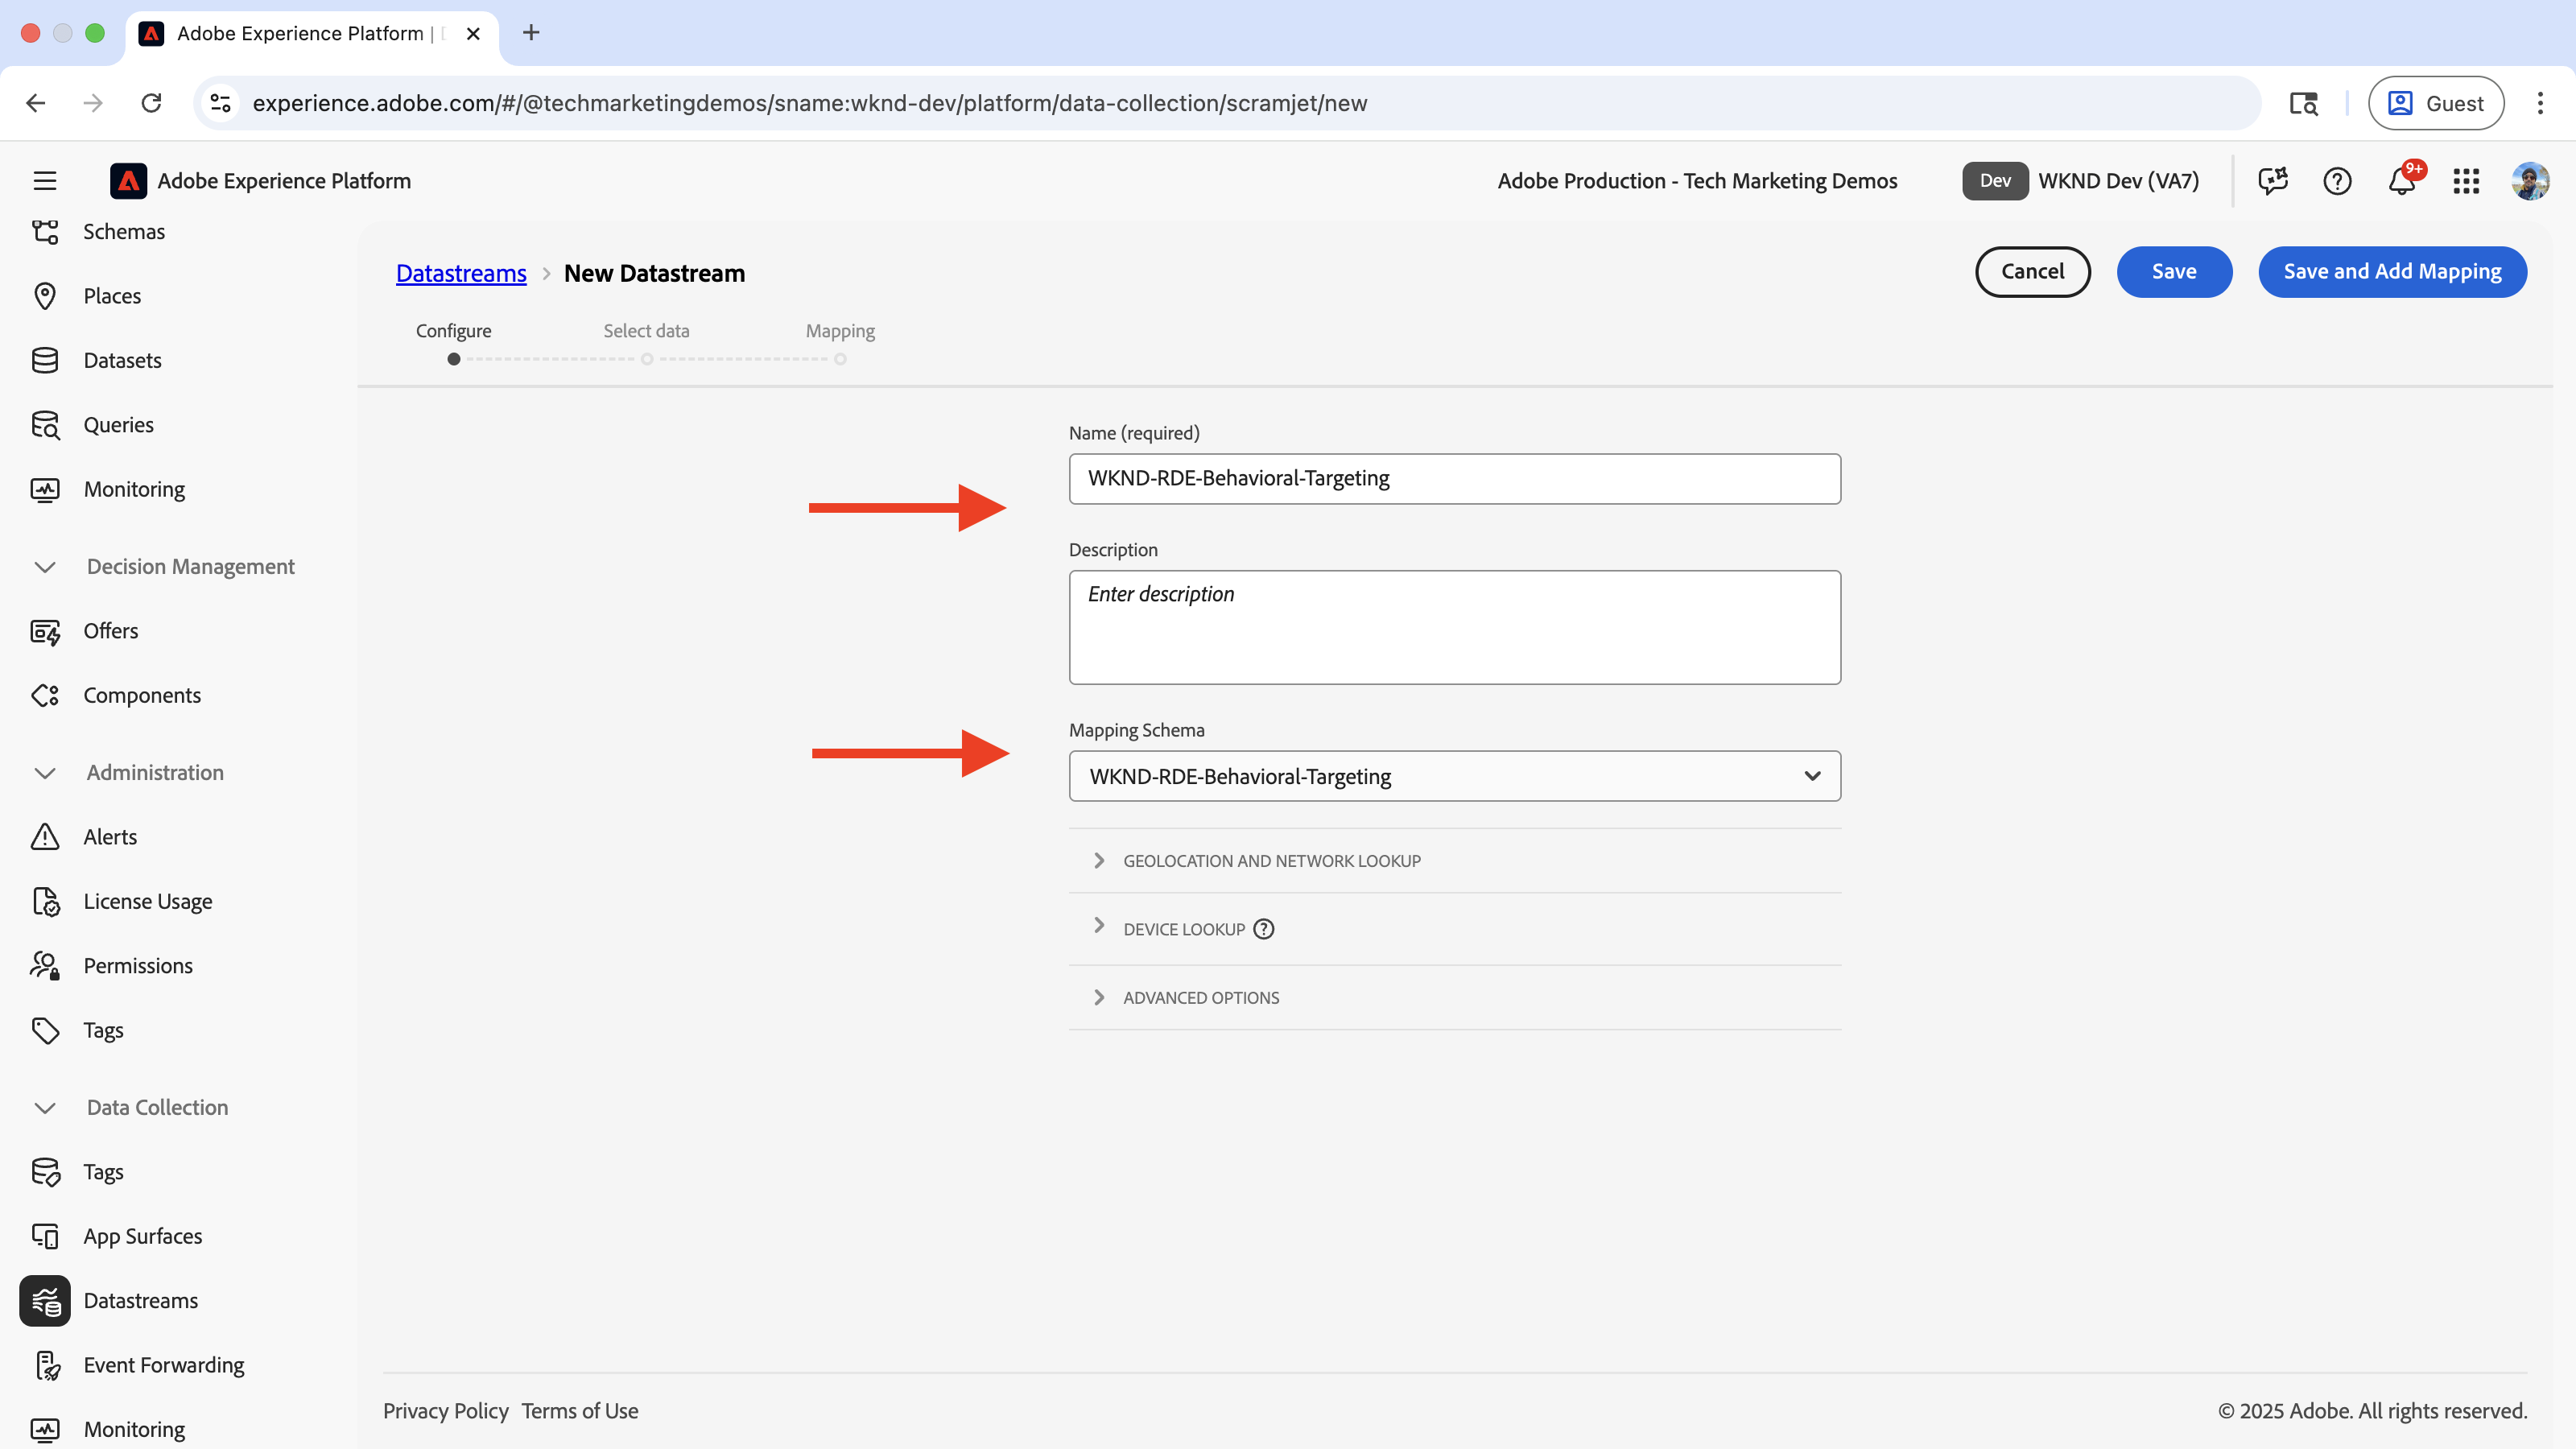 Adobe Experience Platform |
experience.adobe.com/#/@techmarketingdemos/sname:wknd-dev/platform/data-collection/scramjet/new
Guest
Adobe Experience Platform
Adobe Production - Tech Marketing Demos
Dev
WKND Dev (VA7)
9+
Schemas
Places
Datasets
Queries
Monitoring
Decision Management
Offers
Components
Administration
Alerts
License Usage
Permissions
Tags
Data Collection
Tags
App Surfaces
Datastreams
Event Forwarding
Monitoring
Datastreams > New Datastream
Cancel
Save
Save and Add Mapping
Configure
Select data
Mapping
Name (required)
WKND-RDE-Behavioral-Targeting
Description
Enter description
Mapping Schema
WKND-RDE-Behavioral-Targeting
GEOLOCATION AND NETWORK LOOKUP
DEVICE LOOKUP
ADVANCED OPTIONS
Privacy Policy Terms of Use
© 2025 Adobe. All rights reserved.